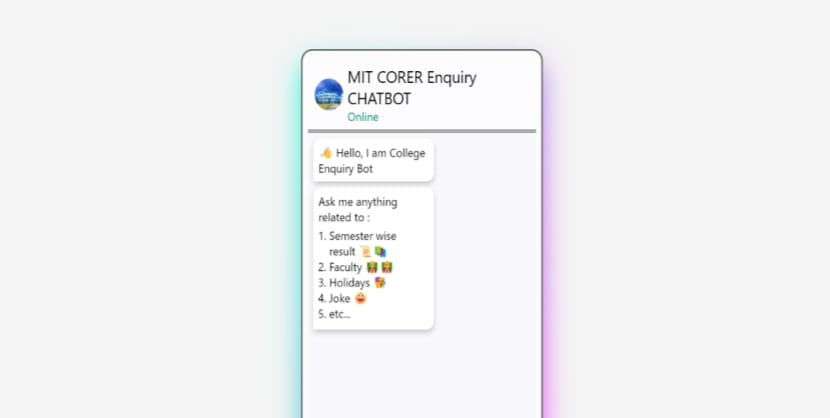 MIT CORER Enquiry
CHATBOT
Online
👋 Hello, I am College
Enquiry Bot
Ask me anything
related to :
1. Semester wise
result 📜 📚
2. Faculty 👩‍🏫 👩‍🏫
3. Holidays 🎉
4. Joke 😄
5. etc...